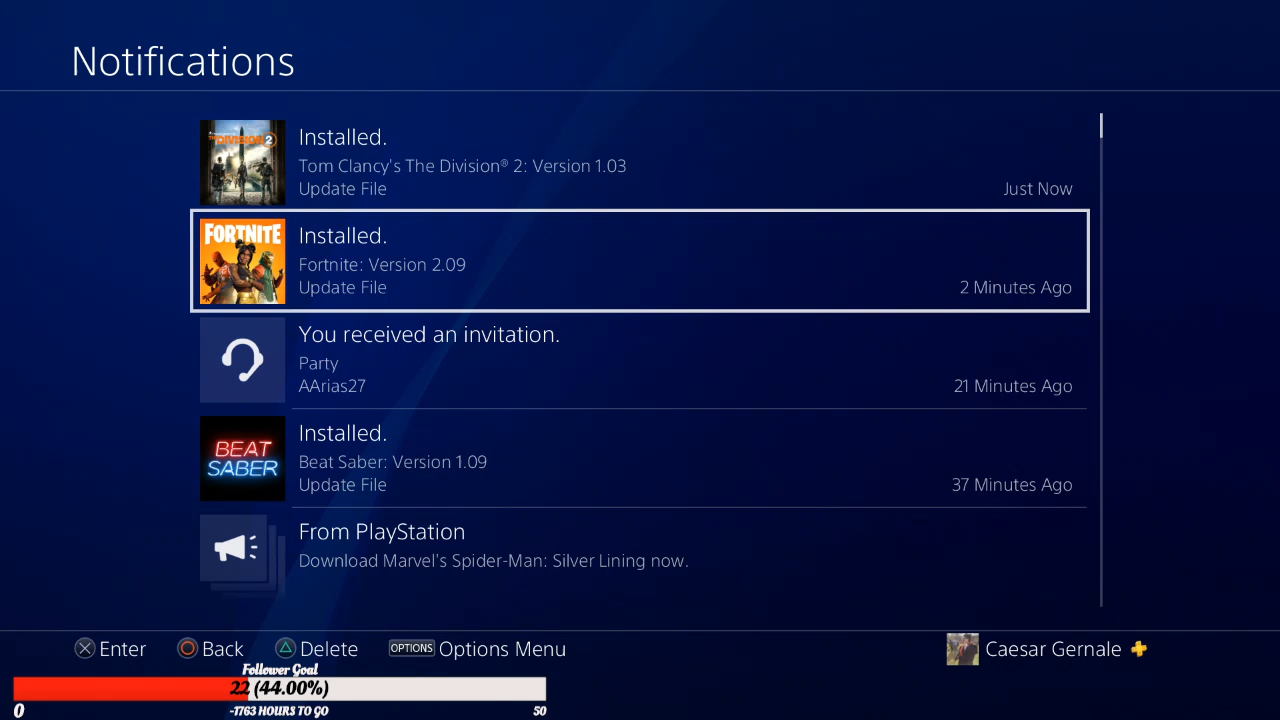 Notifications
THE DIVISION 2
Installed.
Tom Clancy's The Division® 2: Version 1.03
Update File
Just Now
FORTNITE
Installed.
Fortnite: Version 2.09
Update File
2 Minutes Ago
You received an invitation.
Party
AArias27
21 Minutes Ago
BEAT
SABER
Installed.
Beat Saber: Version 1.09
Update File
37 Minutes Ago
From PlayStation
Download Marvel's Spider-Man: Silver Lining now.
Enter
Back
Delete
OPTIONS Options Menu
Caesar Gernale
Follower Goal
22 (44.00%)
0
-1763 HOURS TO GO
50